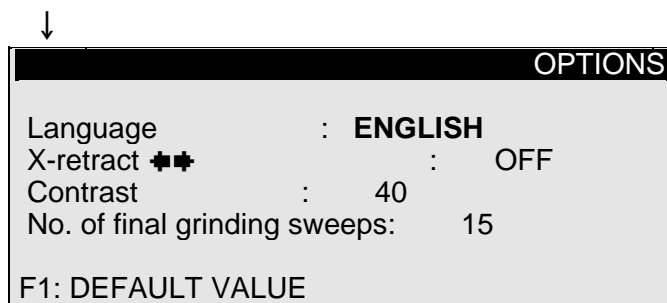 ↓
OPTIONS
Language : ENGLISH
X-retract ⬌ : OFF
Contrast : 40
No. of final grinding sweeps: 15
F1: DEFAULT VALUE